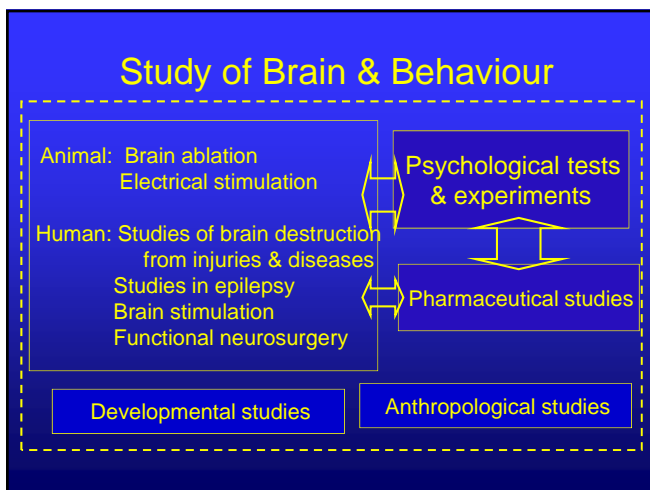 Study of Brain & Behaviour
Animal: Brain ablation
Electrical stimulation
Human: Studies of brain destruction
from injuries & diseases
Studies in epilepsy
Brain stimulation
Functional neurosurgery
Psychological tests
& experiments
Pharmaceutical studies
Developmental studies
Anthropological studies